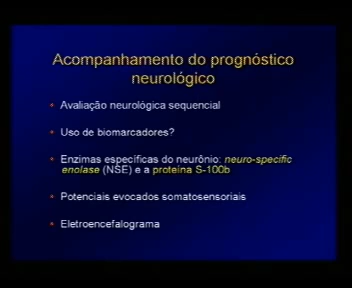 Acompanhamento do prognóstico
neurológico
Avaliação neurológica sequencial
Uso de biomarcadores?
Enzimas específicas do neurônio: neuro-specific
enolase (NSE) e a proteína S-100b
Potenciais evocados somatosensoriais
Eletroencefalograma